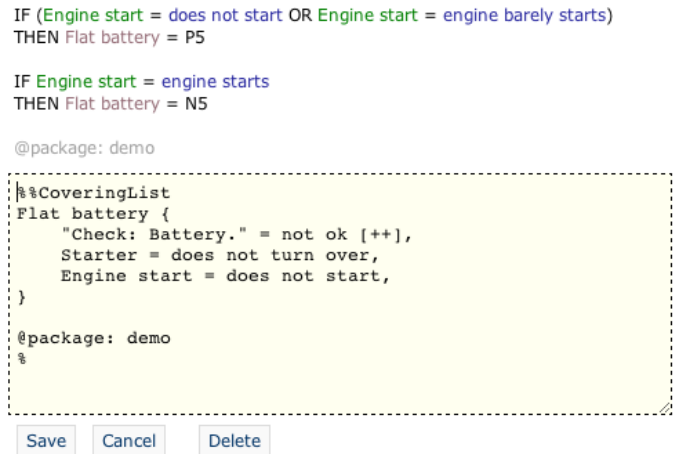 IF (Engine start = does not start OR Engine start = engine barely starts)
THEN Flat battery = P5
IF Engine start = engine starts
THEN Flat battery = N5
@package: demo
%%CoveringList
Flat battery {
    "Check: Battery." = not ok [++],
    Starter = does not turn over,
    Engine start = does not start,
}
@package: demo
%
Save Cancel Delete